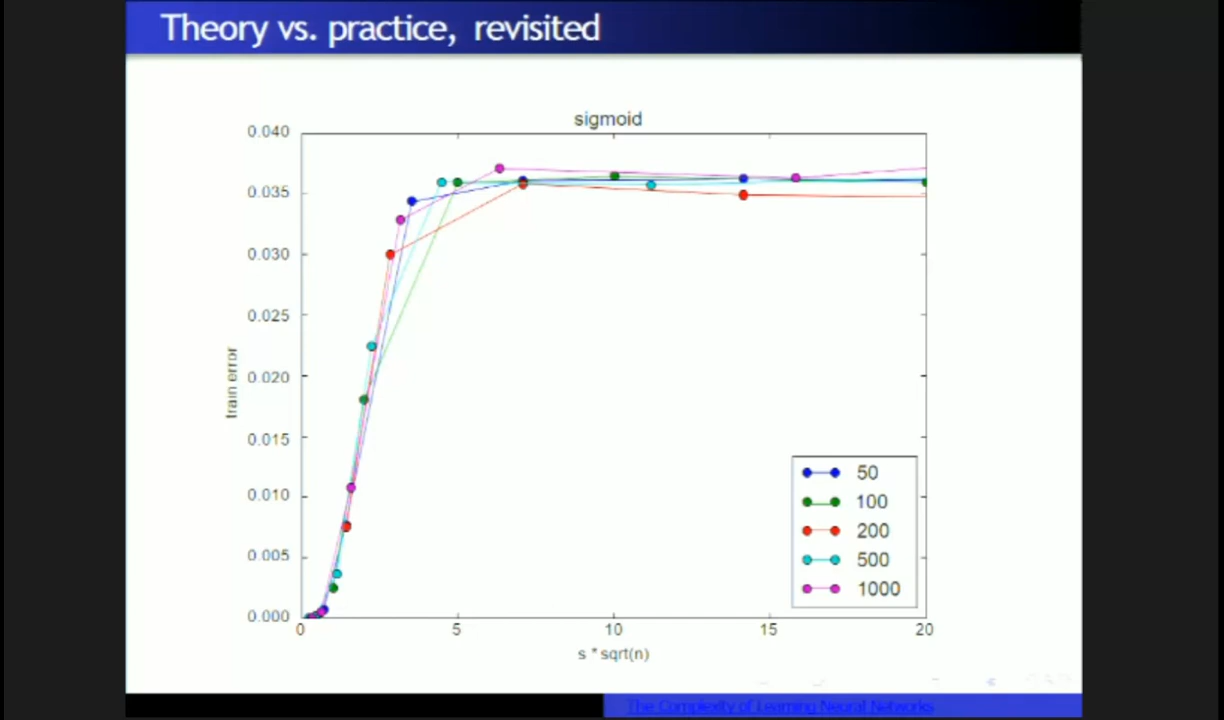 Theory vs. practice, revisited
sigmoid
0.040
0.035
0.030
0.025
0.020
0.015
0.010
0.005
0.000
train error
50
100
200
500
1000
0 5 10 15 20
s * sqrt(n)
The Complexity of Learning Neural Networks